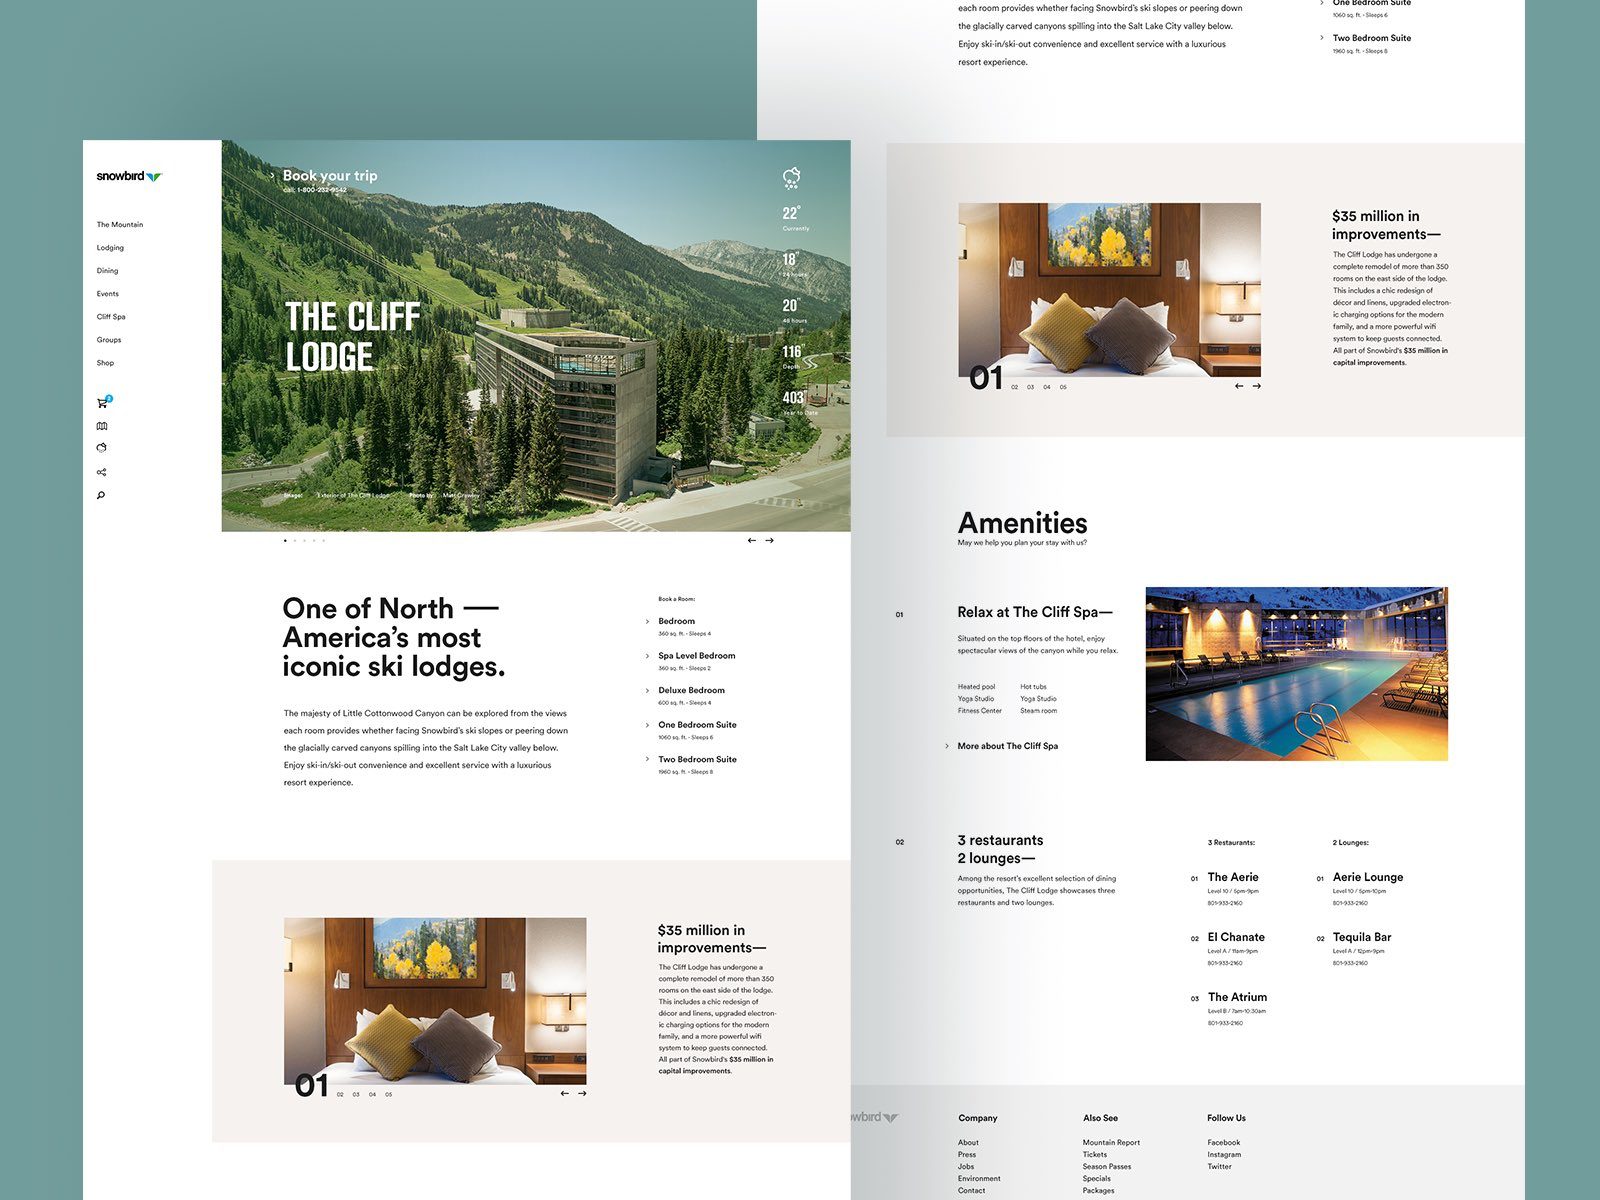 snowbird
The Mountain
Lodging
Dining
Events
Cliff Spa
Groups
Shop
2
Book your trip
call: 1-800-232-9542
THE CLIFF
LODGE
22°
Currently
18°
24 hours
20°
48 hours
116"
Depth
403"
Year to Date
Image: Exterior of The Cliff Lodge Photo by: Matt Crawley
One of North —
America's most
iconic ski lodges.
The majesty of Little Cottonwood Canyon can be explored from the views
each room provides whether facing Snowbird's ski slopes or peering down
the glacially carved canyons spilling into the Salt Lake City valley below.
Enjoy ski-in/ski-out convenience and excellent service with a luxurious
resort experience.
Book a Room:
Bedroom
360 sq. ft. - Sleeps 4
Spa Level Bedroom
360 sq. ft. - Sleeps 2
Deluxe Bedroom
600 sq. ft. - Sleeps 4
One Bedroom Suite
1060 sq. ft. - Sleeps 6
Two Bedroom Suite
1960 sq. ft. - Sleeps 8
01 02 03 04 05
$35 million in
improvements—
The Cliff Lodge has undergone a
complete remodel of more than 350
rooms on the east side of the lodge.
This includes a chic redesign of
décor and linens, upgraded electron-
ic charging options for the modern
family, and a more powerful wifi
system to keep guests connected.
All part of Snowbird's $35 million in
capital improvements.
each room provides whether facing Snowbird's ski slopes or peering down
the glacially carved canyons spilling into the Salt Lake City valley below.
Enjoy ski-in/ski-out convenience and excellent service with a luxurious
resort experience.
One Bedroom Suite
1060 sq. ft. - Sleeps 6
Two Bedroom Suite
1960 sq. ft. - Sleeps 8
01 02 03 04 05
$35 million in
improvements—
The Cliff Lodge has undergone a
complete remodel of more than 350
rooms on the east side of the lodge.
This includes a chic redesign of
décor and linens, upgraded electron-
ic charging options for the modern
family, and a more powerful wifi
system to keep guests connected.
All part of Snowbird's $35 million in
capital improvements.
Amenities
May we help you plan your stay with us?
01
Relax at The Cliff Spa—
Situated on the top floors of the hotel, enjoy
spectacular views of the canyon while you relax.
Heated pool Hot tubs
Yoga Studio Yoga Studio
Fitness Center Steam room
More about The Cliff Spa
02
3 restaurants
2 lounges—
Among the resort's excellent selection of dining
opportunities, The Cliff Lodge showcases three
restaurants and two lounges.
3 Restaurants:
01 The Aerie
Level 10 / 5pm-9pm
801-933-2160
02 El Chanate
Level A / 11am-9pm
801-933-2160
03 The Atrium
Level B / 7am-10:30am
801-933-2160
2 Lounges:
01 Aerie Lounge
Level 10 / 5pm-10pm
801-933-2160
02 Tequila Bar
Level A / 12pm-9pm
801-933-2160
owbird
Company
About
Press
Jobs
Environment
Contact
Also See
Mountain Report
Tickets
Season Passes
Specials
Packages
Follow Us
Facebook
Instagram
Twitter